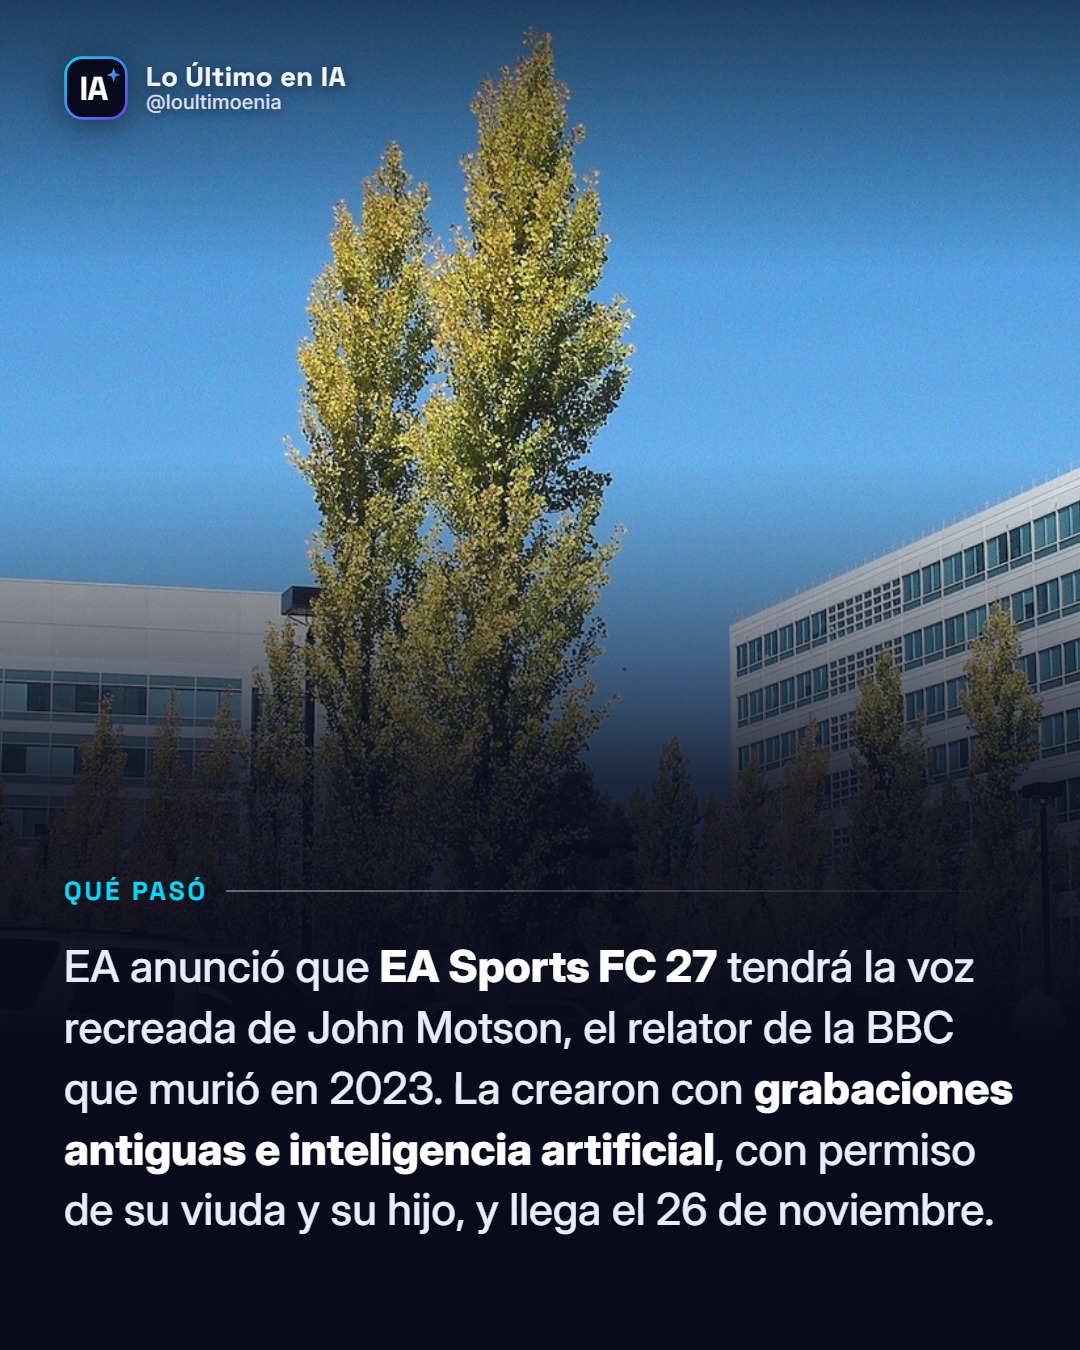 IA
Lo Último en IA
@loultimoenia
QUÉ PASÓ
EA anunció que EA Sports FC 27 tendrá la voz
recreada de John Motson, el relator de la BBC
que murió en 2023. La crearon con grabaciones
antiguas e inteligencia artificial, con permiso
de su viuda y su hijo, y llega el 26 de noviembre.